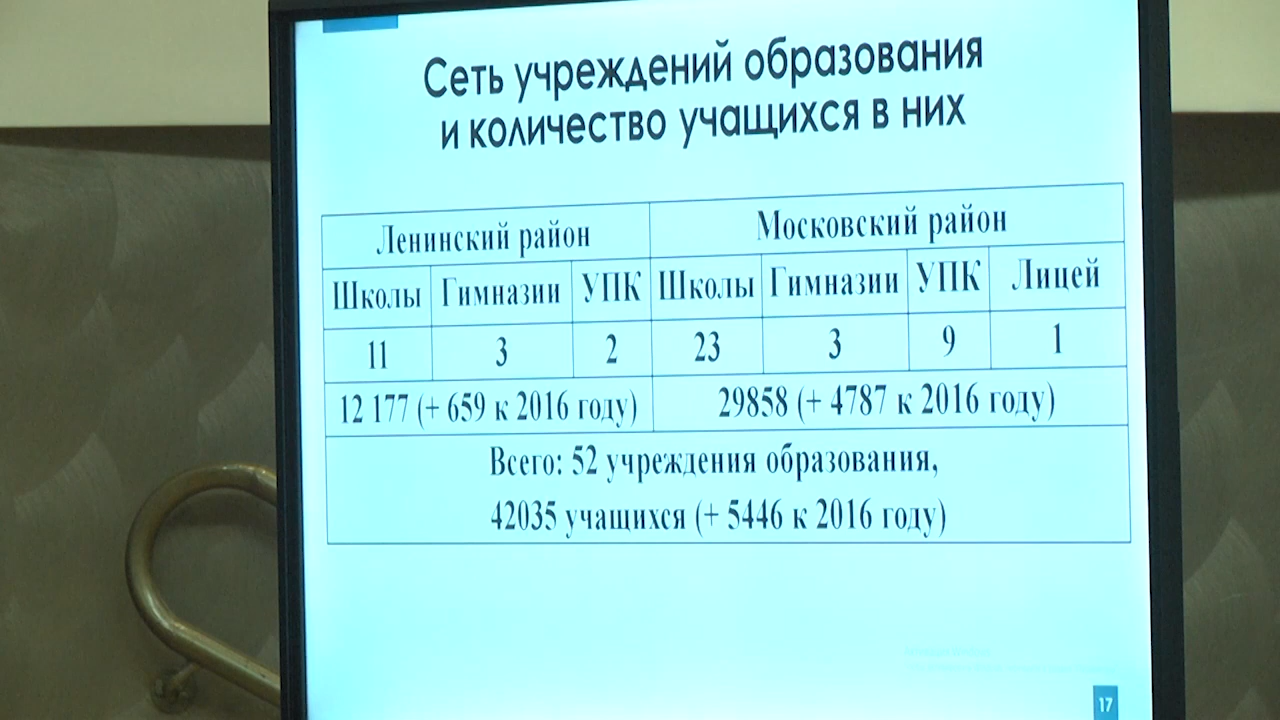 Сеть учреждений образования
и количество учащихся в них
Ленинский район Московский район
Школы Гимназии УПК Школы Гимназии УПК Лицей
11 3 2 23 3 9 1
12 177 (+ 659 к 2016 году) 29858 (+ 4787 к 2016 году)
Всего: 52 учреждения образования,
42035 учащихся (+ 5446 к 2016 году)
17